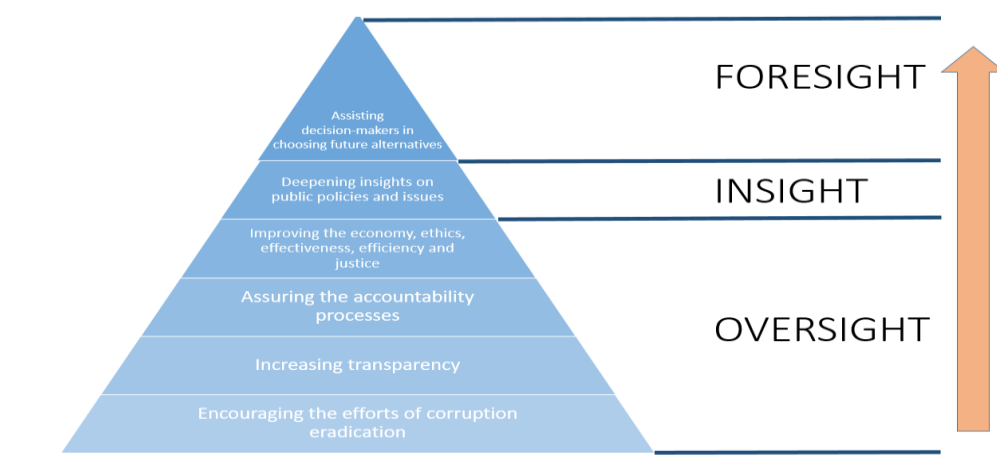 Assisting
decision-makers in
choosing future alternatives
FORESIGHT
Deepening insights on
public policies and issues
INSIGHT
Improving the economy, ethics,
effectiveness, efficiency and
justice
Assuring the accountability
processes
OVERSIGHT
Increasing transparency
Encouraging the efforts of corruption
eradication